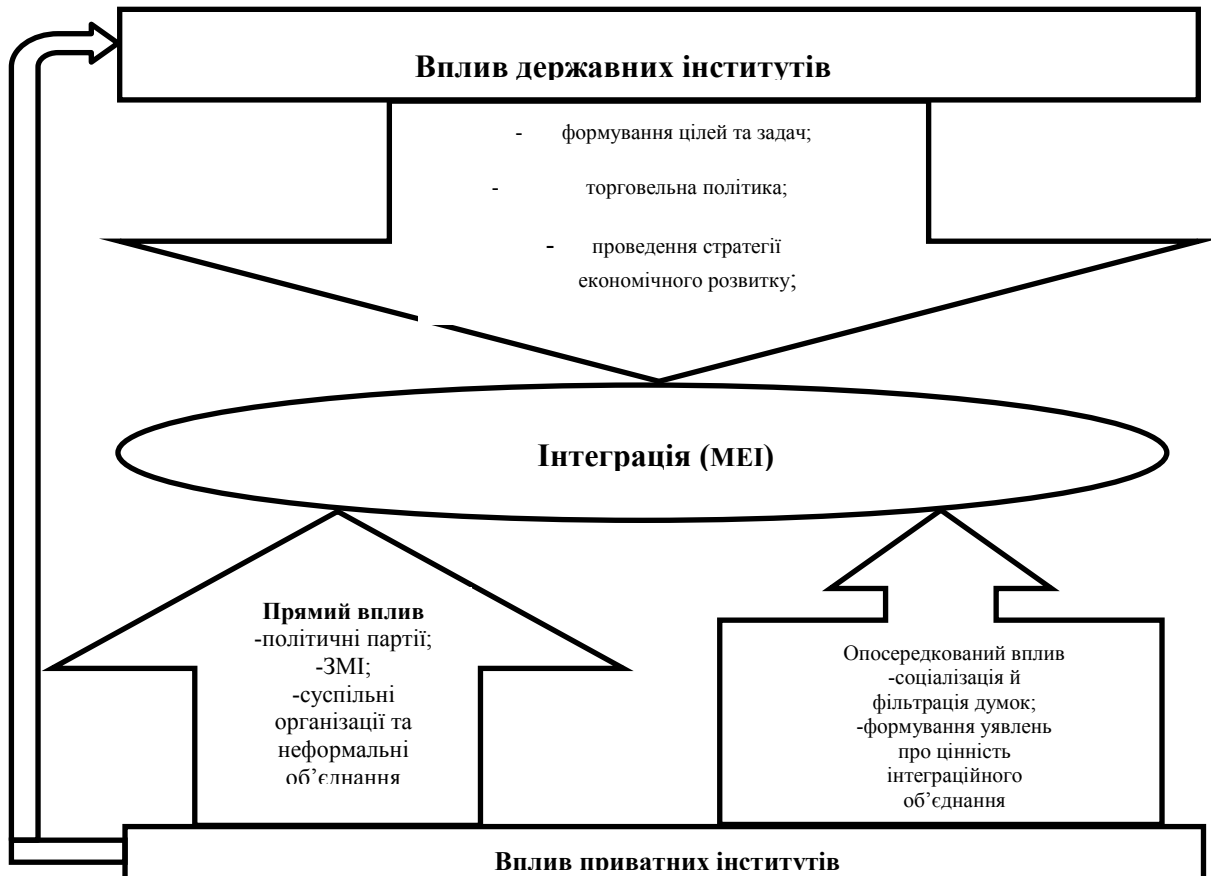 Вплив державних інститутів
- формування цілей та задач;
- торговельна політика;
- проведення стратегії
економічного розвитку;
Інтеграція (МЕІ)
Прямий вплив
-політичні партії;
-ЗМІ;
-суспільні
організації та
неформальні
об’єднання
Опосередкований вплив
-соціалізація й
фільтрація думок;
-формування уявлень
про цінність
інтеграційного
об’єднання
Вплив приватних інститутів